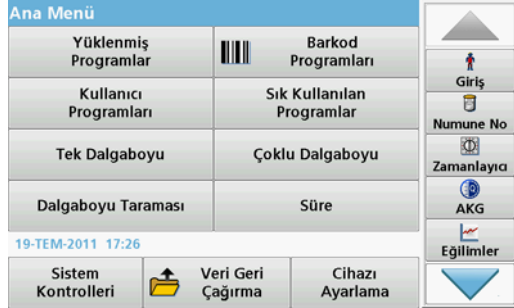 Ana Menü
Yüklenmiş
Programlar
Barkod
Programları
Kullanıcı
Programları
Sık Kullanılan
Programlar
Tek Dalgaboyu
Çoklu Dalgaboyu
Dalgaboyu Taraması
Süre
19-TEM-2011 17:26
Sistem
Kontrolleri
Veri Geri
Çağırma
Cihazı
Ayarlama
Giriş
Numune No
Zamanlayıcı
AKG
Eğilimler